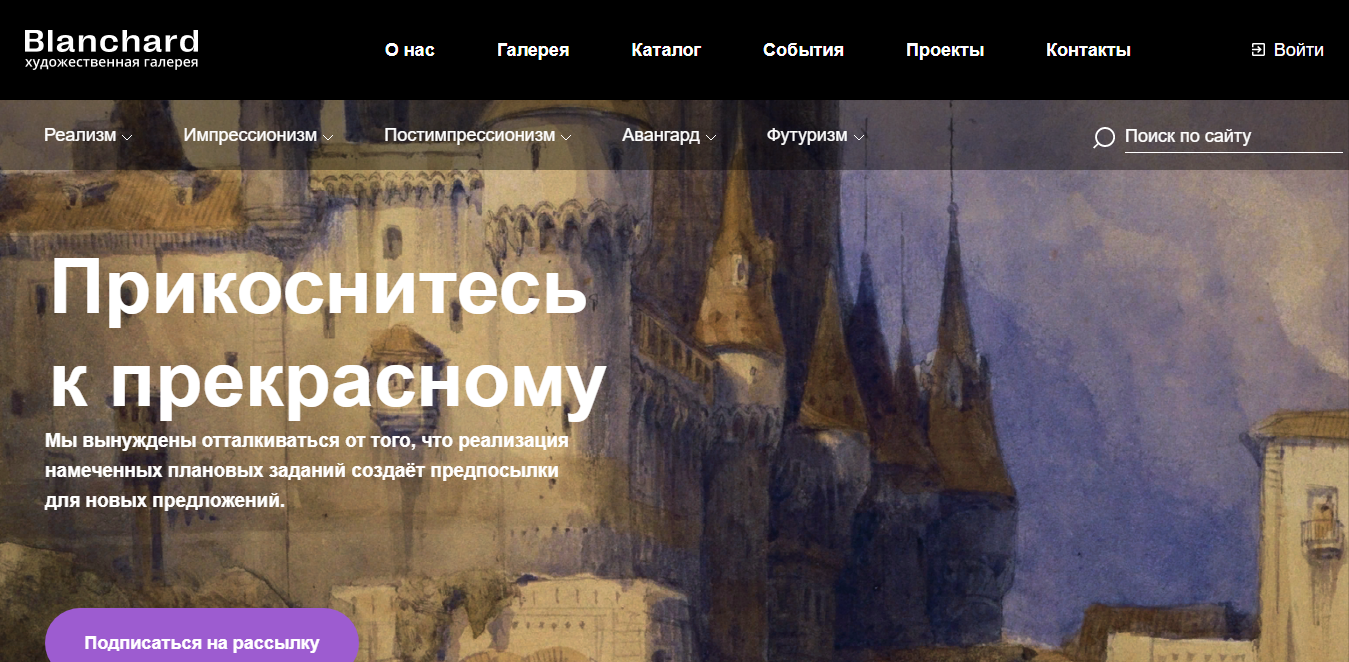 Blanchard
художественная галерея
О нас Галерея Каталог События Проекты Контакты Войти
Реализм Импрессионизм Постимпрессионизм Авангард Футуризм Поиск по сайту
Прикоснитесь
к прекрасному
Мы вынуждены отталкиваться от того, что реализация
намеченных плановых заданий создаёт предпосылки
для новых предложений.
Подписаться на рассылку